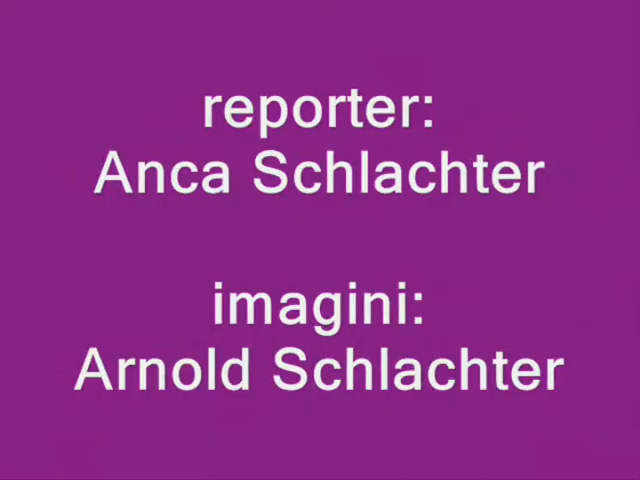 reporter:
Anca Schlachter
imagini:
Arnold Schlachter